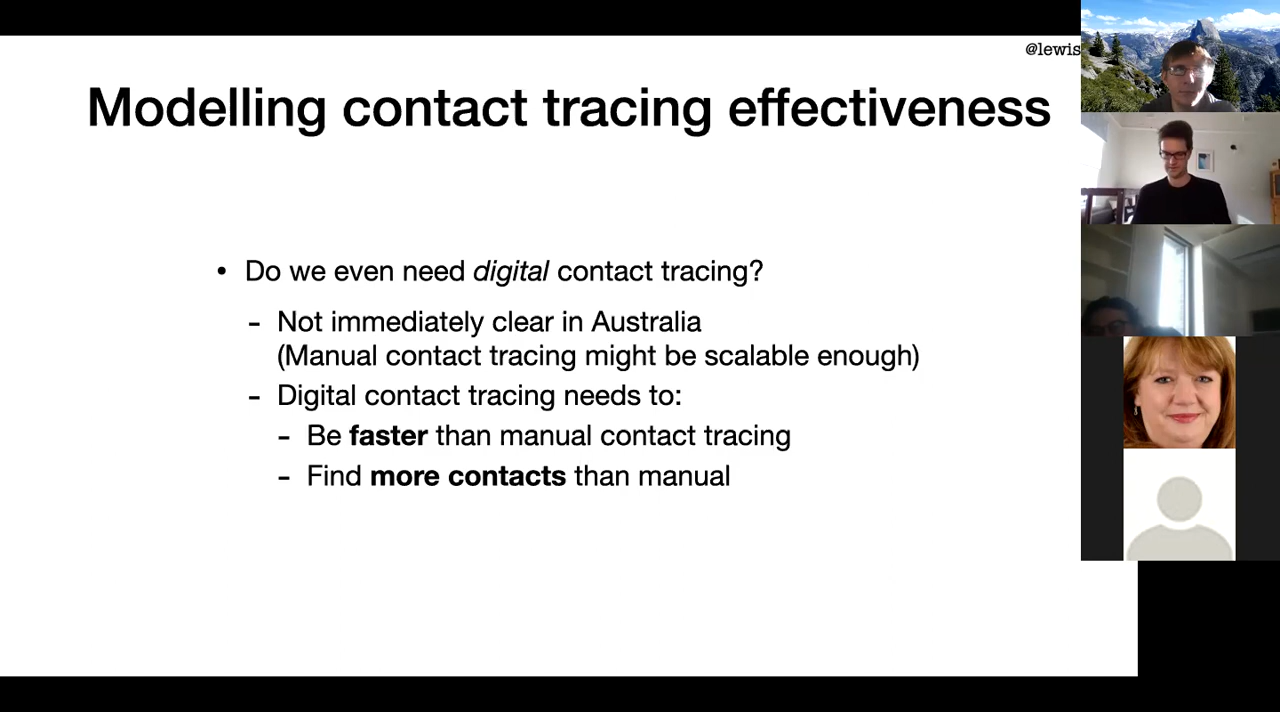 @lewis
Modelling contact tracing effectiveness
• Do we even need digital contact tracing?
- Not immediately clear in Australia
(Manual contact tracing might be scalable enough)
- Digital contact tracing needs to:
- Be faster than manual contact tracing
- Find more contacts than manual